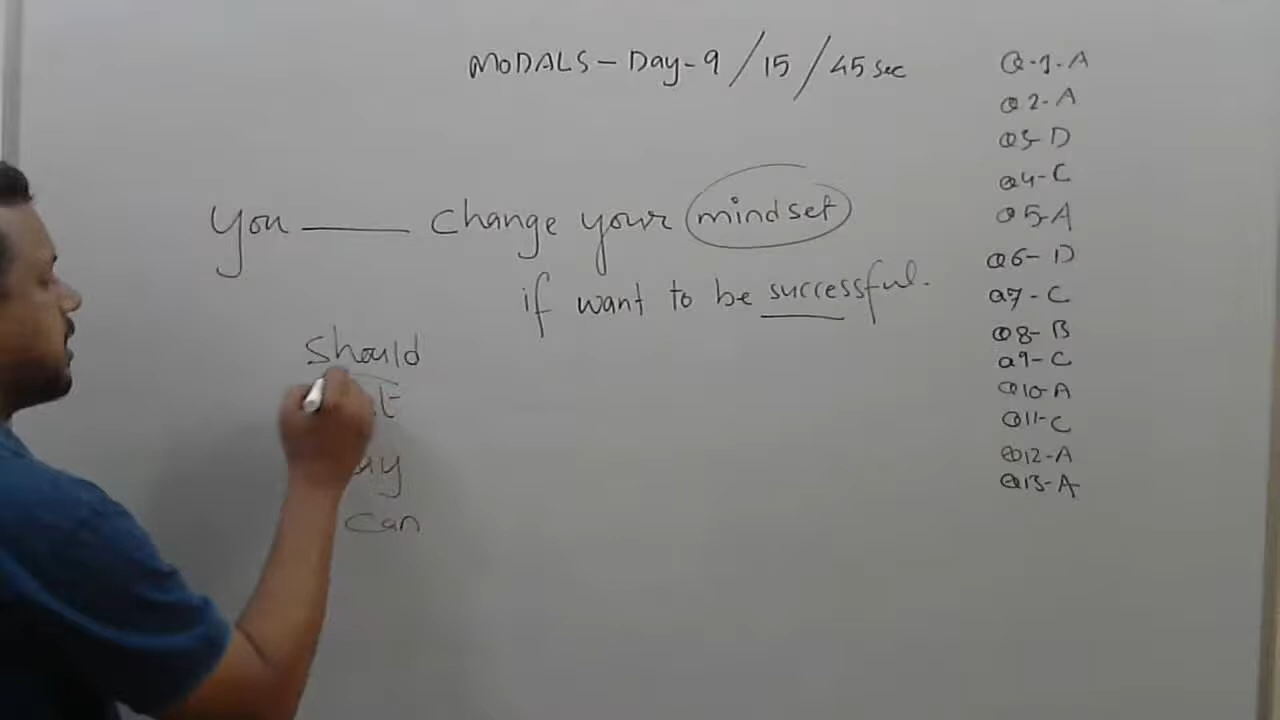 MODALS - Day - 9 / 15 / 45 sec
You ____ change your mindset
if want to be successful.
should
can
Q-1-A
Q2-A
Q3-D
Q4-C
Q5-A
Q6-D
Q7-C
Q8-B
Q9-C
Q10-A
Q11-C
Q12-A
Q13-A